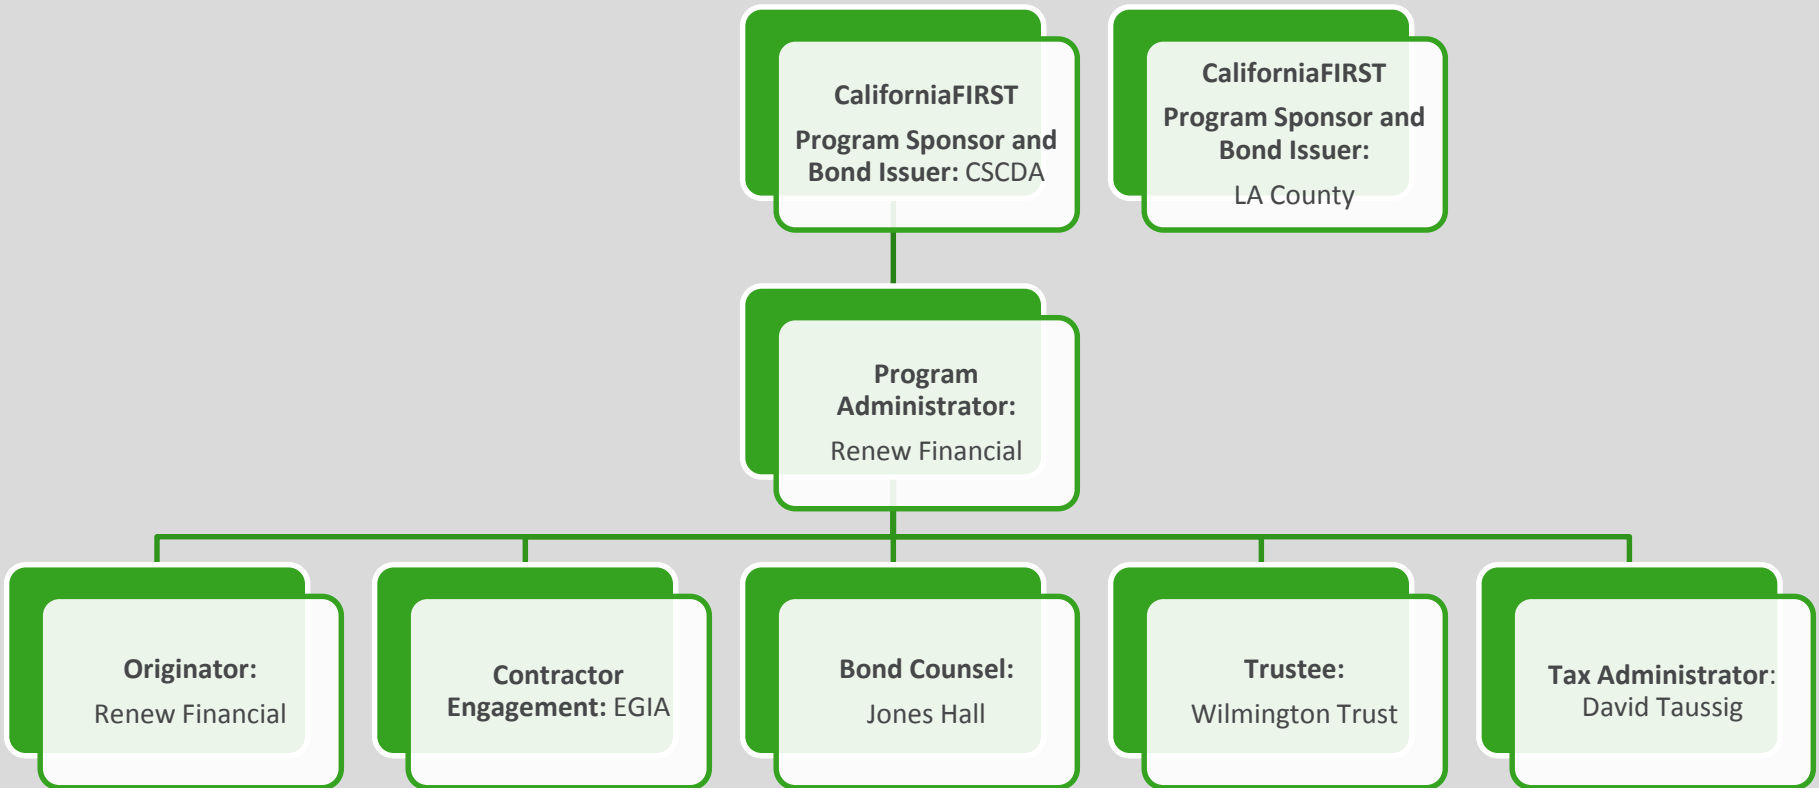 CaliforniaFIRST
Program Sponsor and
Bond Issuer: CSCDA
CaliforniaFIRST
Program Sponsor and
Bond Issuer:
LA County
Program
Administrator:
Renew Financial
Originator:
Renew Financial
Contractor
Engagement: EGIA
Bond Counsel:
Jones Hall
Trustee:
Wilmington Trust
Tax Administrator:
David Taussig